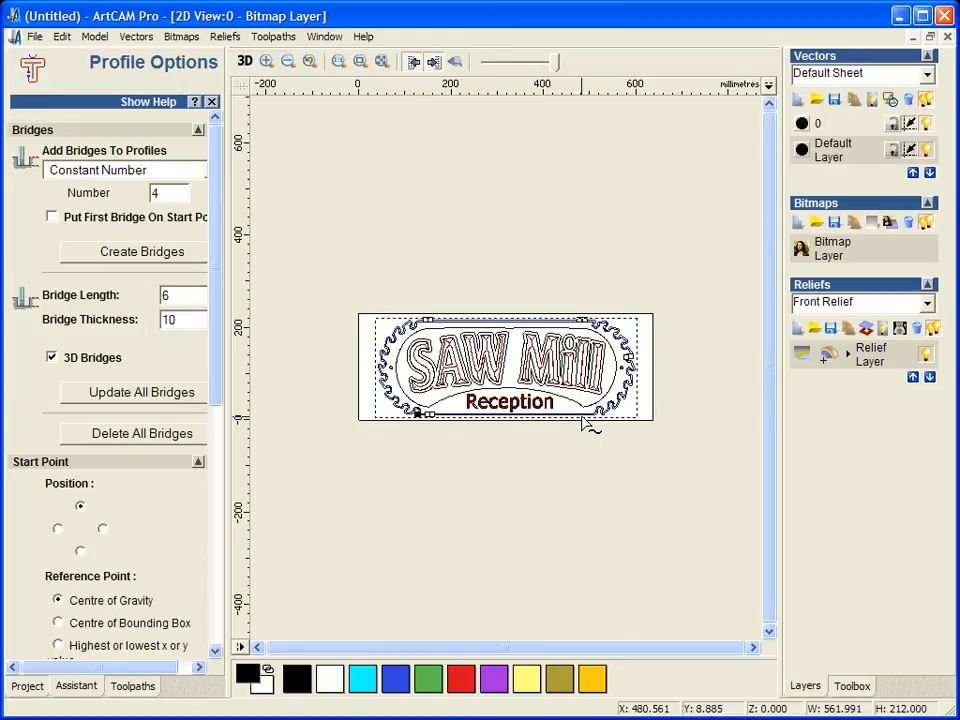 (Untitled) - ArtCAM Pro - [2D View:0 - Bitmap Layer]
File Edit Model Vectors Bitmaps Reliefs Toolpaths Window Help
Profile Options
Show Help ?
Bridges
Add Bridges To Profiles
Constant Number
Number 4
Put First Bridge On Start Po
Create Bridges
Bridge Length: 6
Bridge Thickness: 10
3D Bridges
Update All Bridges
Delete All Bridges
Start Point
Position :
Reference Point :
Centre of Gravity
Centre of Bounding Box
Highest or lowest x or y
Project Assistant Toolpaths
3D
-200 0 200 400 600 millimetres
600
400
200
-0
-200
-400
SAW Mill
Reception
Vectors
Default Sheet
0
Default
Layer
Bitmaps
Bitmap
Layer
Reliefs
Front Relief
Relief
Layer
Layers Toolbox
X: 480.561 Y: 8.885 Z: 0.000 W: 561.991 H: 212.000